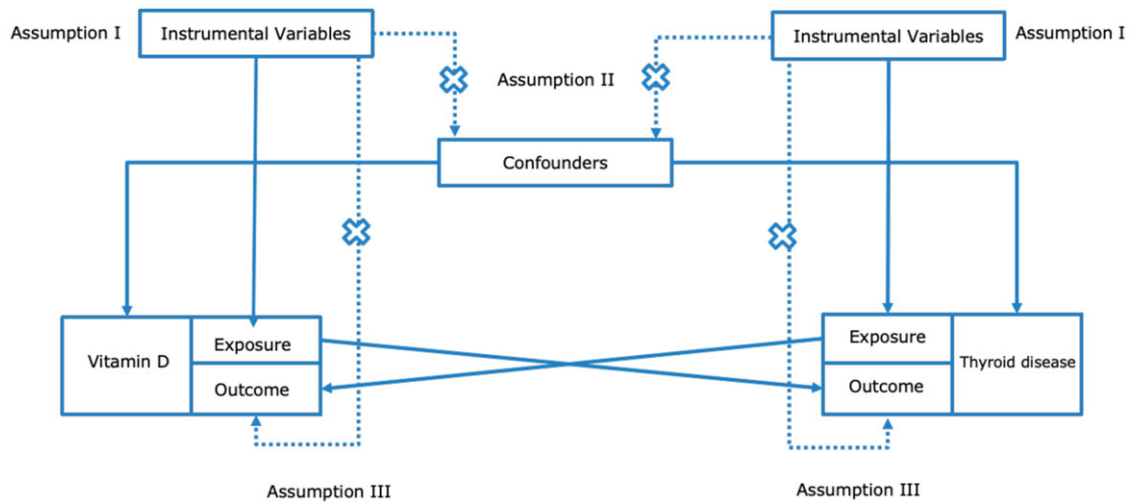 Assumption I
Instrumental Variables
Instrumental Variables
Assumption I
Assumption II
Confounders
Vitamin D
Exposure
Outcome
Exposure
Outcome
Thyroid disease
Assumption III
Assumption III